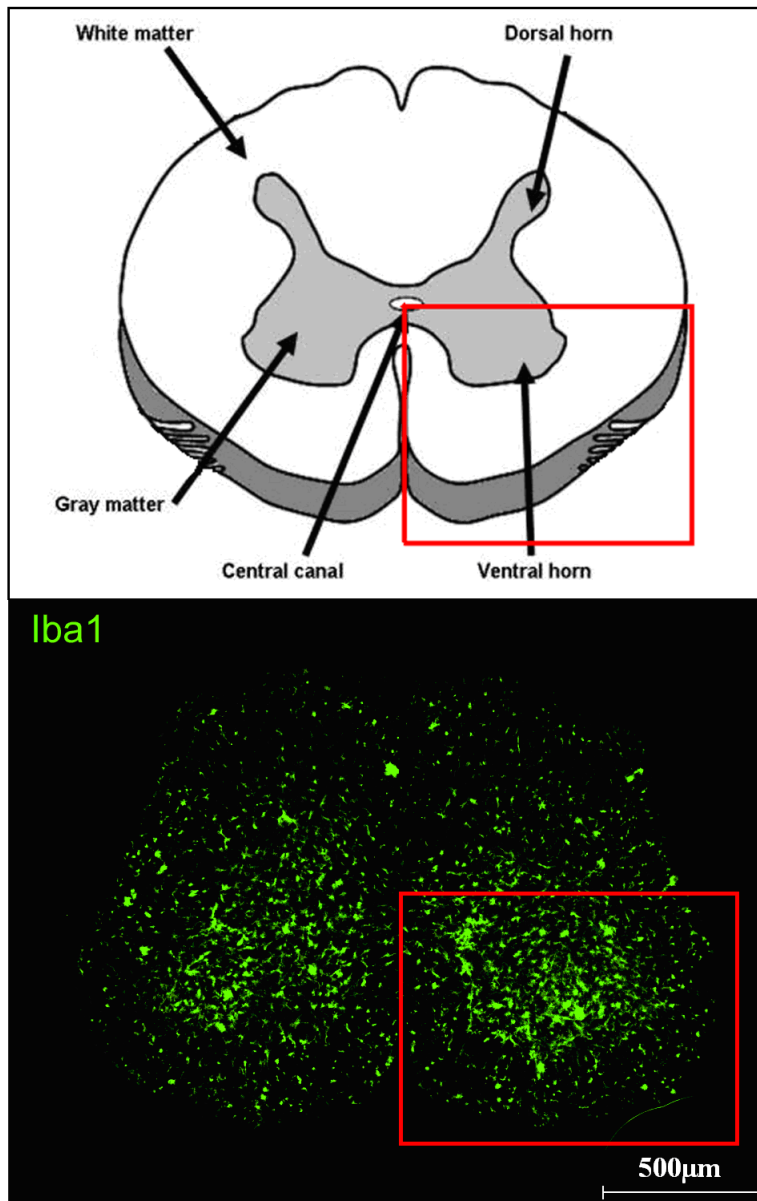 White matter
Dorsal horn
Gray matter
Central canal
Ventral horn
Iba1
500μm